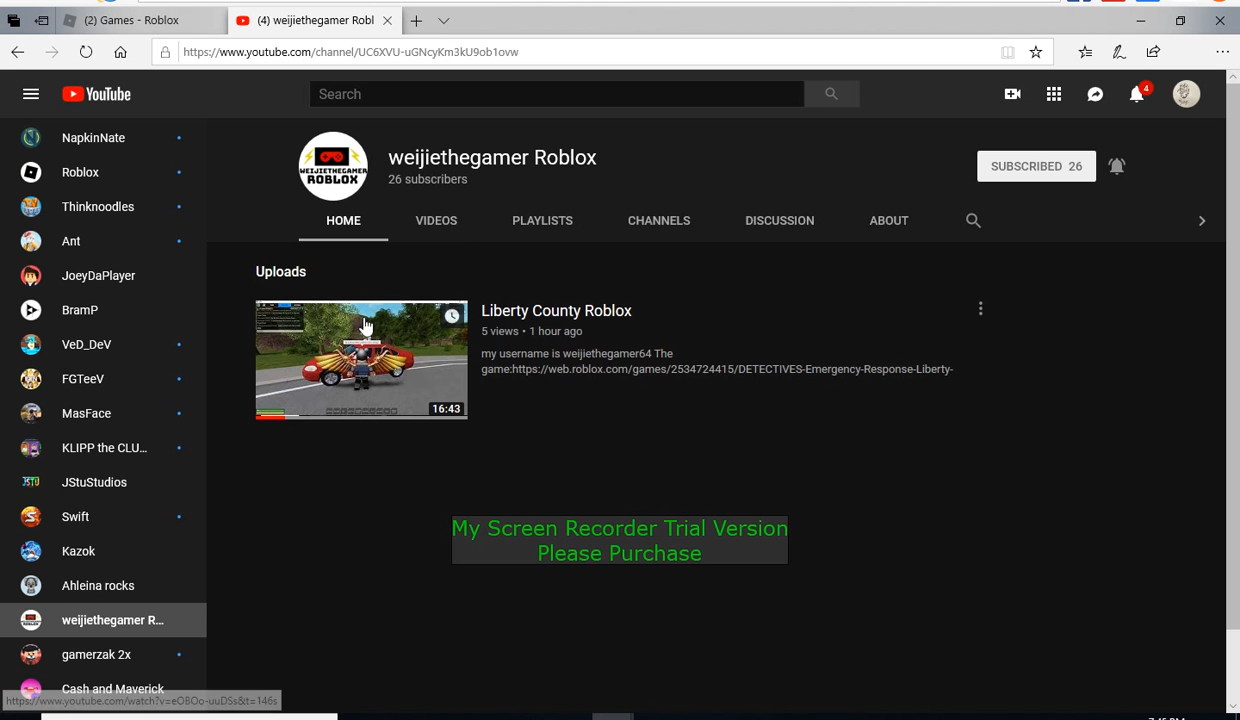 (2) Games - Roblox
(4) weijiethegamer Robl
https://www.youtube.com/channel/UC6XVU-uGNcyKm3kU9ob1ovw
YouTube
Search
4
NapkinNate
Roblox
Thinknoodles
Ant
JoeyDaPlayer
BramP
VeD_DeV
FGTeeV
MasFace
KLIPP the CLU...
JStuStudios
Swift
Kazok
Ahleina rocks
weijiethegamer R...
gamerzak 2x
Cash and Maverick
https://www.youtube.com/watch?v=eOBOo-uuDSs&t=146s
WEIJIETHEGAMER
ROBLOX
weijiethegamer Roblox
26 subscribers
SUBSCRIBED 26
HOME
VIDEOS
PLAYLISTS
CHANNELS
DISCUSSION
ABOUT
Uploads
16:43
Liberty County Roblox
5 views • 1 hour ago
my username is weijiethegamer64 The
game:https://web.roblox.com/games/2534724415/DETECTIVES-Emergency-Response-Liberty-
My Screen Recorder Trial Version
Please Purchase